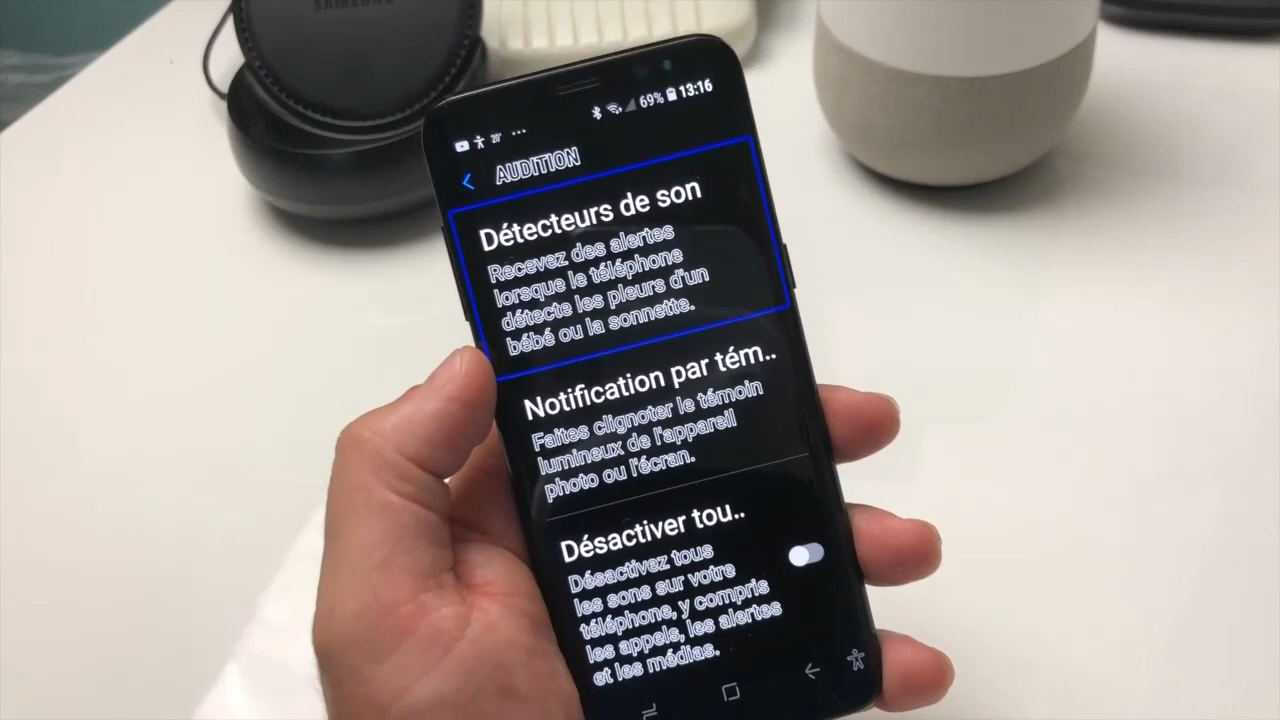 SAMSUNG
20° ... 69% 13:16
AUDITION
Détecteurs de son
Recevez des alertes
lorsque le téléphone
détecte les pleurs d'un
bébé ou la sonnette.
Notification par tém..
Faites clignoter le témoin
lumineux de l'appareil
photo ou l'écran.
Désactiver tou..
Désactivez tous
les sons sur votre
téléphone, y compris
les appels, les alertes
et les médias.